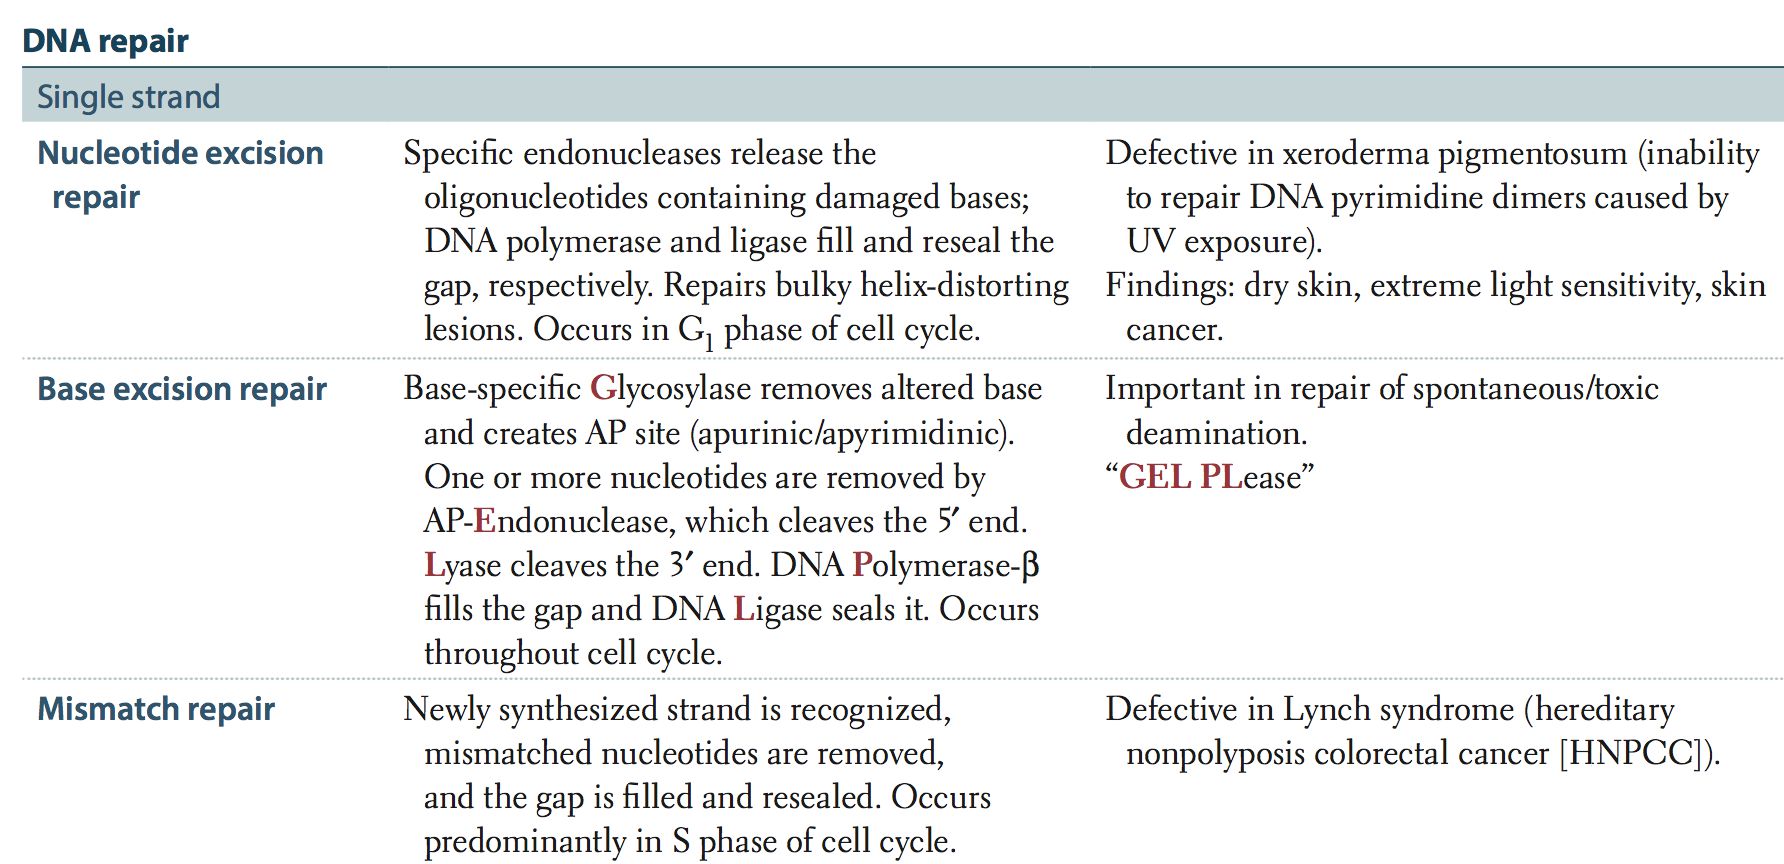 DNA repair
Single strand
Nucleotide excision
repair
Specific endonucleases release the
oligonucleotides containing damaged bases;
DNA polymerase and ligase fill and reseal the
gap, respectively. Repairs bulky helix-distorting
lesions. Occurs in G1 phase of cell cycle.
Defective in xeroderma pigmentosum (inability
to repair DNA pyrimidine dimers caused by
UV exposure).
Findings: dry skin, extreme light sensitivity, skin
cancer.
Base excision repair
Base-specific Glycosylase removes altered base
and creates AP site (apurinic/apyrimidinic).
One or more nucleotides are removed by
AP-Endonuclease, which cleaves the 5′ end.
Lyase cleaves the 3′ end. DNA Polymerase-β
fills the gap and DNA Ligase seals it. Occurs
throughout cell cycle.
Important in repair of spontaneous/toxic
deamination.
“GEL PLease”
Mismatch repair
Newly synthesized strand is recognized,
mismatched nucleotides are removed,
and the gap is filled and resealed. Occurs
predominantly in S phase of cell cycle.
Defective in Lynch syndrome (hereditary
nonpolyposis colorectal cancer [HNPCC]).